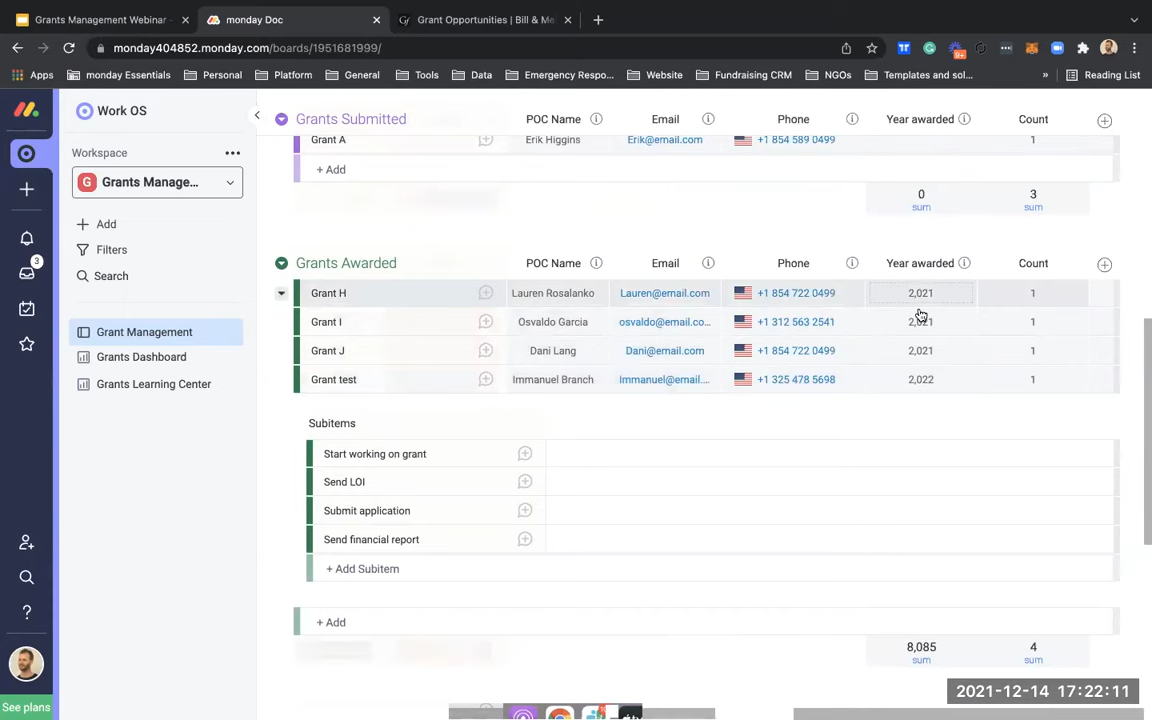 Grants Management Webinar
monday Doc
Grant Opportunities | Bill & Me
monday404852.monday.com/boards/1951681999/
Apps monday Essentials Personal Platform General Tools Data Emergency Respo... Website Fundraising CRM NGOs Templates and sol... » Reading List
9+
Work OS
Workspace
G Grants Manage...
Add
Filters
3
Search
Grant Management
Grants Dashboard
Grants Learning Center
See plans
Grants Submitted POC Name Email Phone Year awarded Count
Grant A Erik Higgins Erik@email.com +1 854 589 0499 1
+ Add
0 3
sum sum
Grants Awarded POC Name Email Phone Year awarded Count
Grant H Lauren Rosalanko Lauren@email.com +1 854 722 0499 2,021 1
Grant I Osvaldo Garcia osvaldo@email.co... +1 312 563 2541 2,021 1
Grant J Dani Lang Dani@email.com +1 854 722 0499 2,021 1
Grant test Immanuel Branch Immanuel@email.... +1 325 478 5698 2,022 1
Subitems
Start working on grant
Send LOI
Submit application
Send financial report
+ Add Subitem
+ Add
8,085 4
sum sum
2021-12-14 17:22:11